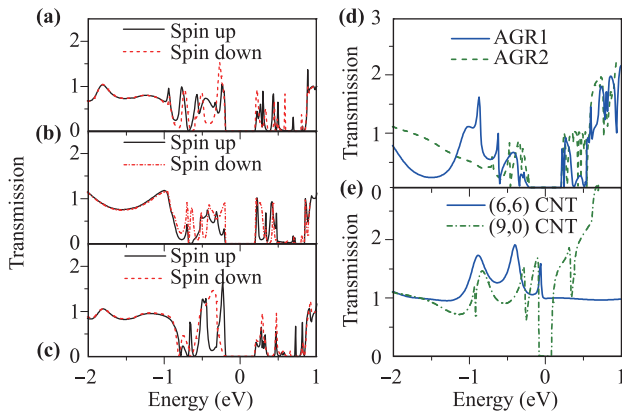 (a)
2
1
0
Spin up
Spin down
(b)
2
1
0
Spin up
Spin down
(c)
2
1
0
Spin up
Spin down
Transmission
−2
−1
0
1
Energy (eV)
(d)
3
2
1
0
AGR1
AGR2
Transmission
(e)
2
1
0
(6,6) CNT
(9,0) CNT
Transmission
−2
−1
0
1
Energy (eV)